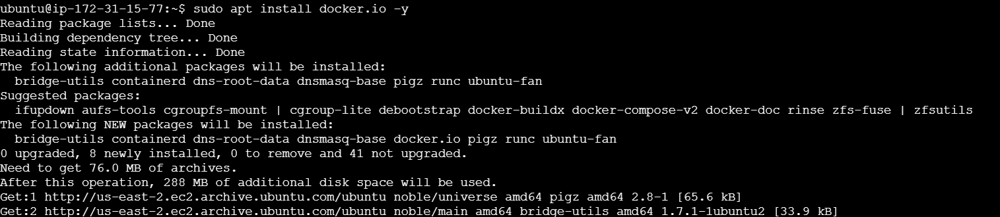 ubuntu@ip-172-31-15-77:~$ sudo apt install docker.io -y
Reading package lists... Done
Building dependency tree... Done
Reading state information... Done
The following additional packages will be installed:
  bridge-utils containerd dns-root-data dnsmasq-base pigz runc ubuntu-fan
Suggested packages:
  ifupdown aufs-tools cgroupfs-mount | cgroup-lite debootstrap docker-buildx docker-compose-v2 docker-doc rinse zfs-fuse | zfsutils
The following NEW packages will be installed:
  bridge-utils containerd dns-root-data dnsmasq-base docker.io pigz runc ubuntu-fan
0 upgraded, 8 newly installed, 0 to remove and 41 not upgraded.
Need to get 76.0 MB of archives.
After this operation, 288 MB of additional disk space will be used.
Get:1 http://us-east-2.ec2.archive.ubuntu.com/ubuntu noble/universe amd64 pigz amd64 2.8-1 [65.6 kB]
Get:2 http://us-east-2.ec2.archive.ubuntu.com/ubuntu noble/main amd64 bridge-utils amd64 1.7.1-1ubuntu2 [33.9 kB]